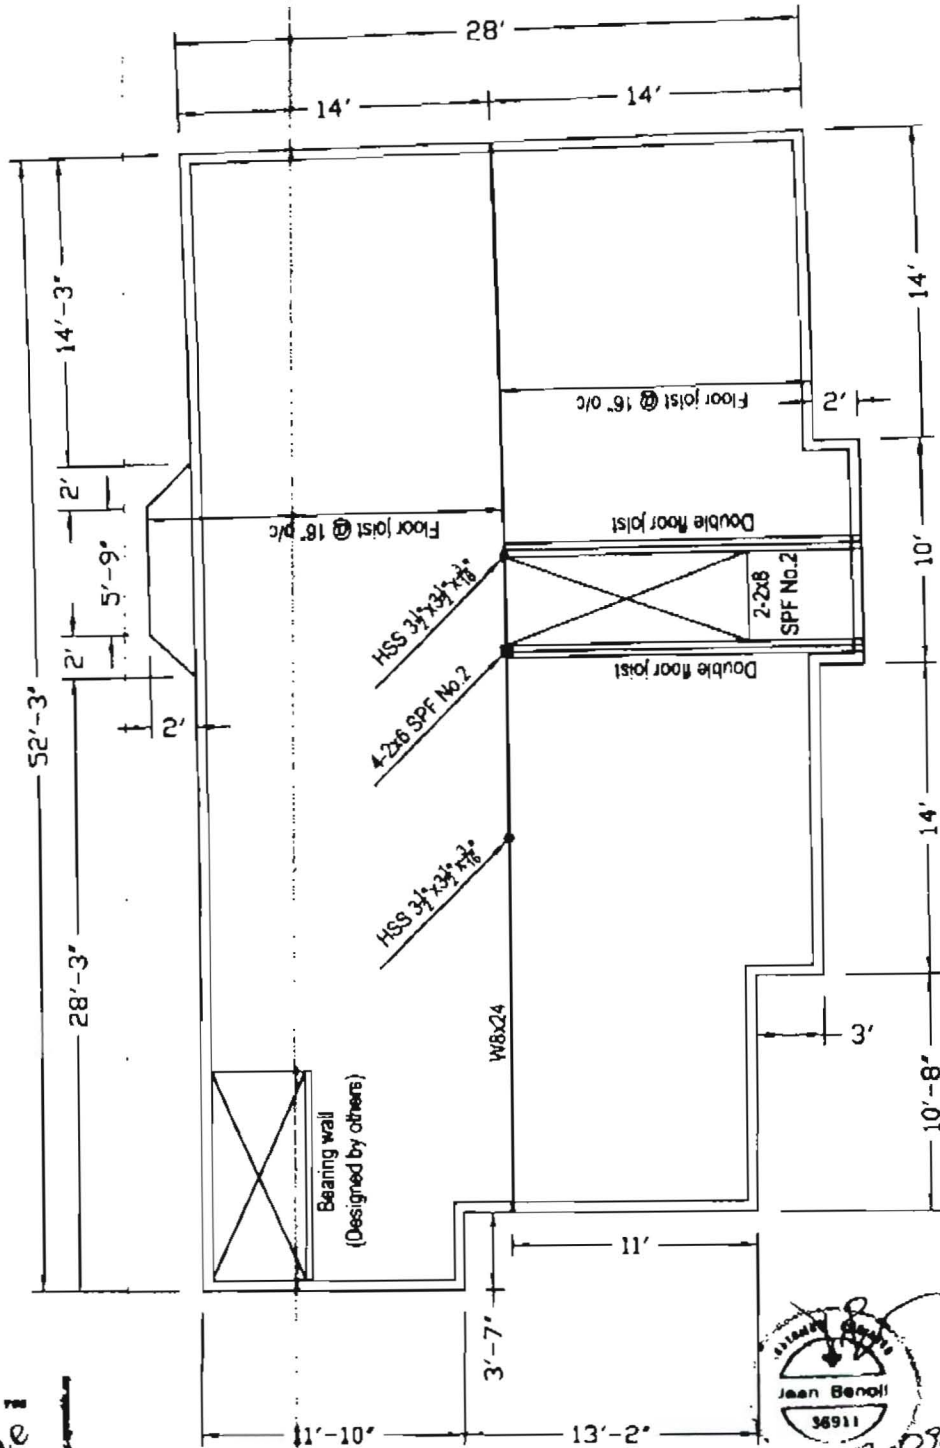 28'
14'
14'
14'-3"
14'
2'
Floor joist @ 16" o/c
2'
Floor joist @ 16" o/c
Double floor joist
5'-9"
HSS 3½"x3½"x3/16"
2-2x8
SPF No.2
10'
2'
Double floor joist
4-2x6 SPF No.2
2'
52'-3"
14'
HSS 3½"x3½"x3/16"
28'-3"
W8x24
3'
10'-8"
Bearing wall
(Designed by others)
11'
3'-7"
Jean Benoit
36911
11'-10"
13'-2"